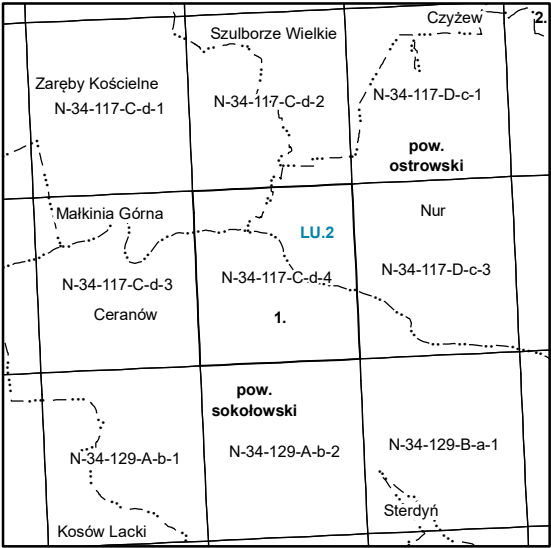 Czyżew
2.
Szulborze Wielkie
Zaręby Kościelne
N-34-117-C-d-1
N-34-117-C-d-2
N-34-117-D-c-1
pow.
ostrowski
Małkinia Górna
Nur
LU.2
N-34-117-C-d-3
N-34-117-C-d-4
N-34-117-D-c-3
Ceranów
1.
pow.
sokołowski
N-34-129-A-b-1
N-34-129-A-b-2
N-34-129-B-a-1
Sterdyń
Kosów Lacki